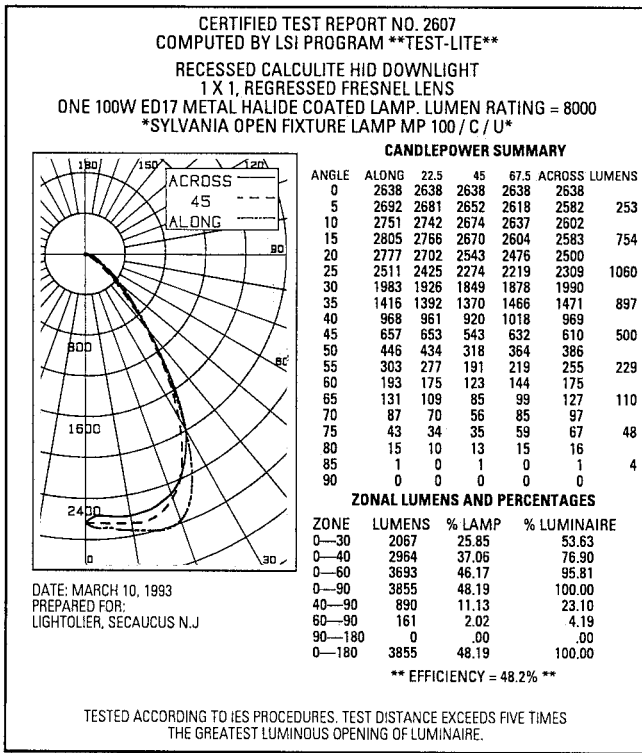 CERTIFIED TEST REPORT NO. 2607
COMPUTED BY LSI PROGRAM **TEST-LITE**
RECESSED CALCULITE HID DOWNLIGHT
1 X 1, REGRESSED FRESNEL LENS
ONE 100W ED17 METAL HALIDE COATED LAMP. LUMEN RATING = 8000
*SYLVANIA OPEN FIXTURE LAMP MP 100 / C / U*
180 150 120
ACROSS
45
ALONG
90
800
60
1600
2400
0 30
DATE: MARCH 10, 1993
PREPARED FOR:
LIGHTOLIER, SECAUCUS N.J
CANDLEPOWER SUMMARY
ANGLE ALONG 22.5 45 67.5 ACROSS LUMENS
0 2638 2638 2638 2638 2638
5 2692 2681 2652 2618 2582 253
10 2751 2742 2674 2637 2602
15 2805 2766 2670 2604 2583 754
20 2777 2702 2543 2476 2500
25 2511 2425 2274 2219 2309 1060
30 1983 1926 1849 1878 1990
35 1416 1392 1370 1466 1471 897
40 968 961 920 1018 969
45 657 653 543 632 610 500
50 446 434 318 364 386
55 303 277 191 219 255 229
60 193 175 123 144 175
65 131 109 85 99 127 110
70 87 70 56 85 97
75 43 34 35 59 67 48
80 15 10 13 15 16
85 1 0 1 0 1 4
90 0 0 0 0 0
ZONAL LUMENS AND PERCENTAGES
ZONE LUMENS % LAMP % LUMINAIRE
0—30 2067 25.85 53.63
0—40 2964 37.06 76.90
0—60 3693 46.17 95.81
0—90 3855 48.19 100.00
40—90 890 11.13 23.10
60—90 161 2.02 4.19
90—180 0 .00 .00
0—180 3855 48.19 100.00
** EFFICIENCY = 48.2% **
TESTED ACCORDING TO IES PROCEDURES. TEST DISTANCE EXCEEDS FIVE TIMES
THE GREATEST LUMINOUS OPENING OF LUMINAIRE.